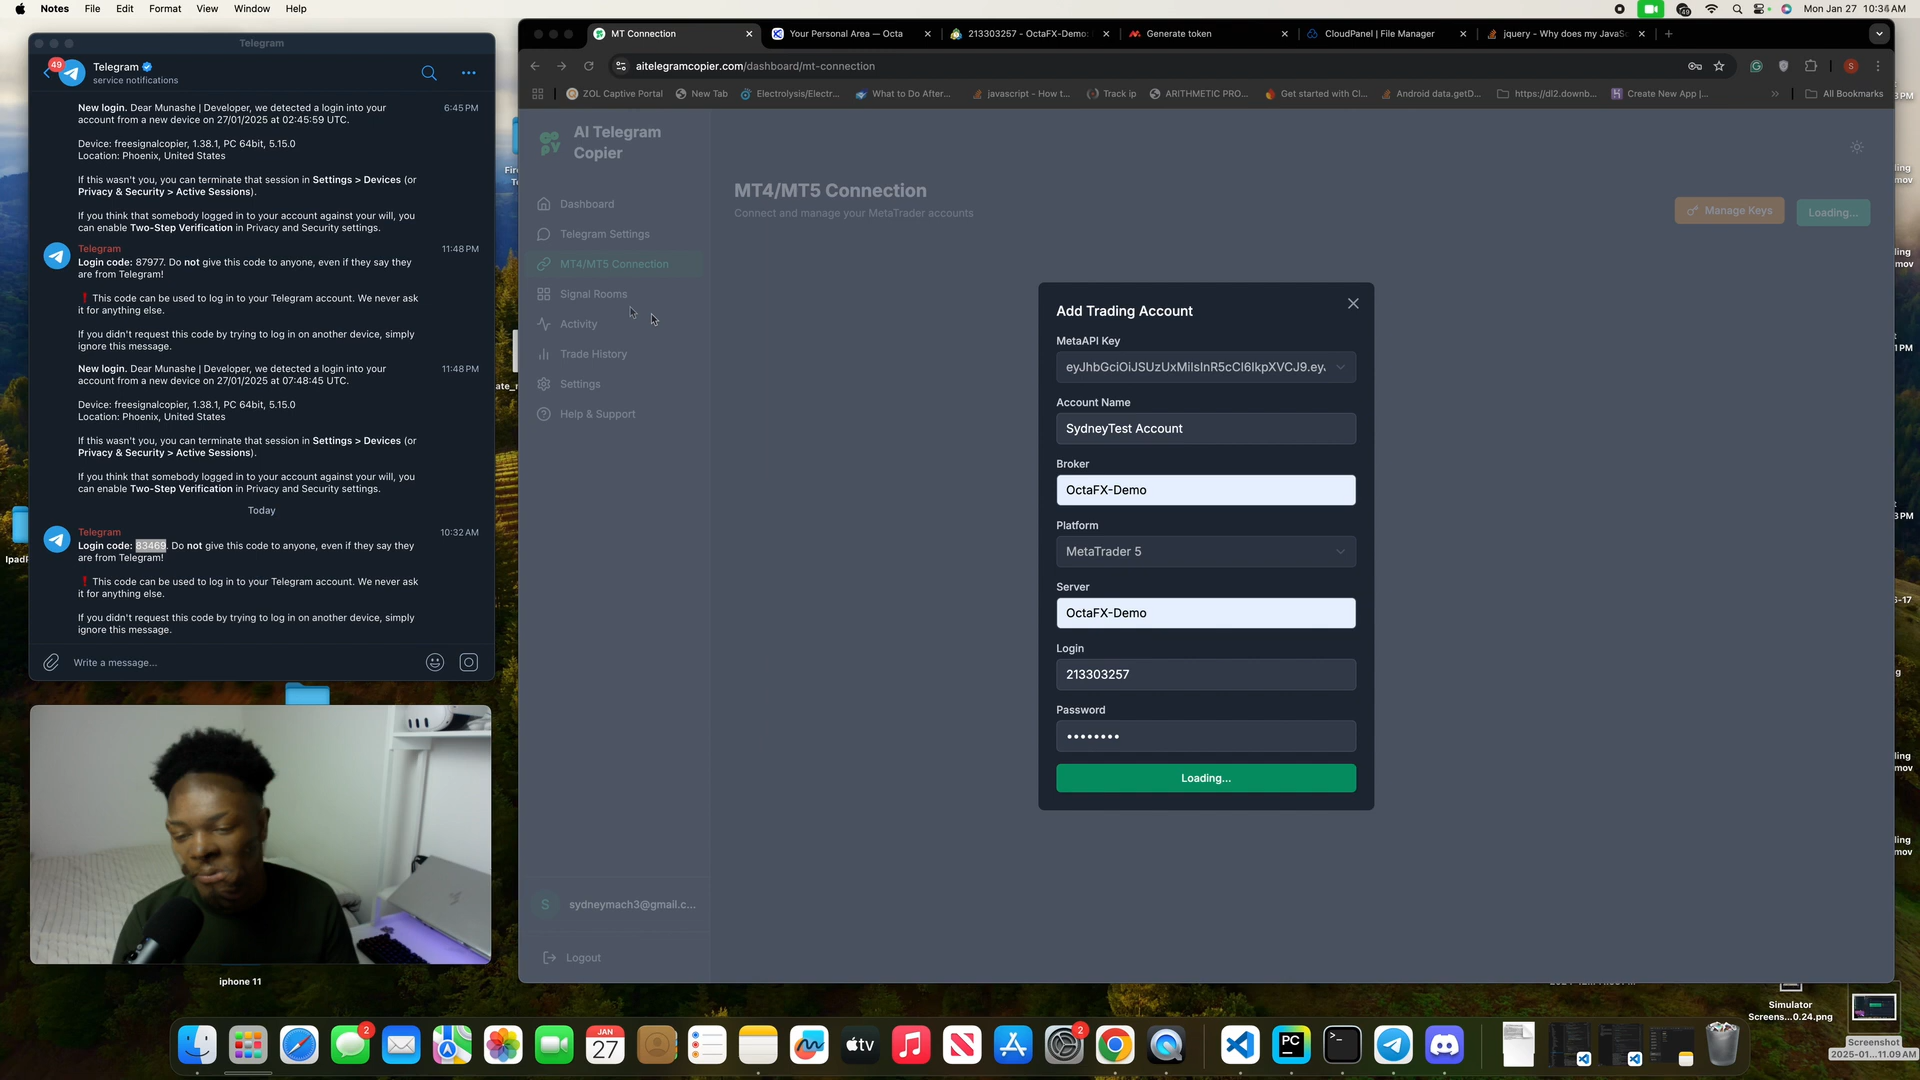 Notes File Edit Format View Window Help
Mon Jan 27 10:34 AM
Telegram
49
Telegram
service notifications
New login. Dear Munashe | Developer, we detected a login into your
account from a new device on 27/01/2025 at 02:45:59 UTC.
6:45 PM
Device: freesignalcopier, 1.38.1, PC 64bit, 5.15.0
Location: Phoenix, United States
If this wasn't you, you can terminate that session in Settings > Devices (or
Privacy & Security > Active Sessions).
If you think that somebody logged in to your account against your will, you
can enable Two-Step Verification in Privacy and Security settings.
Telegram
11:48 PM
Login code: 87977. Do not give this code to anyone, even if they say they
are from Telegram!
❗ This code can be used to log in to your Telegram account. We never ask
it for anything else.
If you didn't request this code by trying to log in on another device, simply
ignore this message.
New login. Dear Munashe | Developer, we detected a login into your
account from a new device on 27/01/2025 at 07:48:45 UTC.
11:48 PM
Device: freesignalcopier, 1.38.1, PC 64bit, 5.15.0
Location: Phoenix, United States
If this wasn't you, you can terminate that session in Settings > Devices (or
Privacy & Security > Active Sessions).
If you think that somebody logged in to your account against your will, you
can enable Two-Step Verification in Privacy and Security settings.
Today
Telegram
10:32 AM
Login code: 83469. Do not give this code to anyone, even if they say they
are from Telegram!
❗ This code can be used to log in to your Telegram account. We never ask
it for anything else.
If you didn't request this code by trying to log in on another device, simply
ignore this message.
Write a message...
iphone 11
MT Connection
Your Personal Area — Octa
213303257 - OctaFX-Demo:
Generate token
CloudPanel | File Manager
jquery - Why does my JavaSc
aitelegramcopier.com/dashboard/mt-connection
ZOL Captive Portal
New Tab
Electrolysis/Electr...
What to Do After...
javascript - How t...
Track ip
ARITHMETIC PRO...
Get started with Cl...
Android data.getD...
https://dl2.downb...
Create New App |...
All Bookmarks
AI Telegram
Copier
Dashboard
Telegram Settings
MT4/MT5 Connection
Signal Rooms
Activity
Trade History
Settings
Help & Support
S
sydneymach3@gmail.c...
Logout
MT4/MT5 Connection
Connect and manage your MetaTrader accounts
Manage Keys
Loading...
Add Trading Account
MetaAPI Key
eyJhbGciOiJSUzUxMiIsInR5cCI6IkpXVCJ9.ey.
Account Name
SydneyTest Account
Broker
OctaFX-Demo
Platform
MetaTrader 5
Server
OctaFX-Demo
Login
213303257
Password
Loading...
Simulator
Screens...0.24.png
Screenshot
2025-01...11.09 AM
2
JAN
27
tv
2
PC